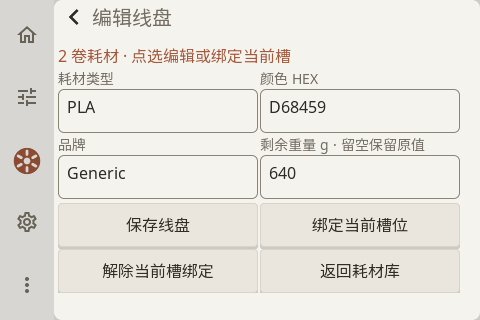 编辑线盘
2 卷耗材 · 点选编辑或绑定当前槽
耗材类型
颜色 HEX
PLA
D68459
品牌
剩余重量 g · 留空保留原值
Generic
640
保存线盘
绑定当前槽位
解除当前槽绑定
返回耗材库